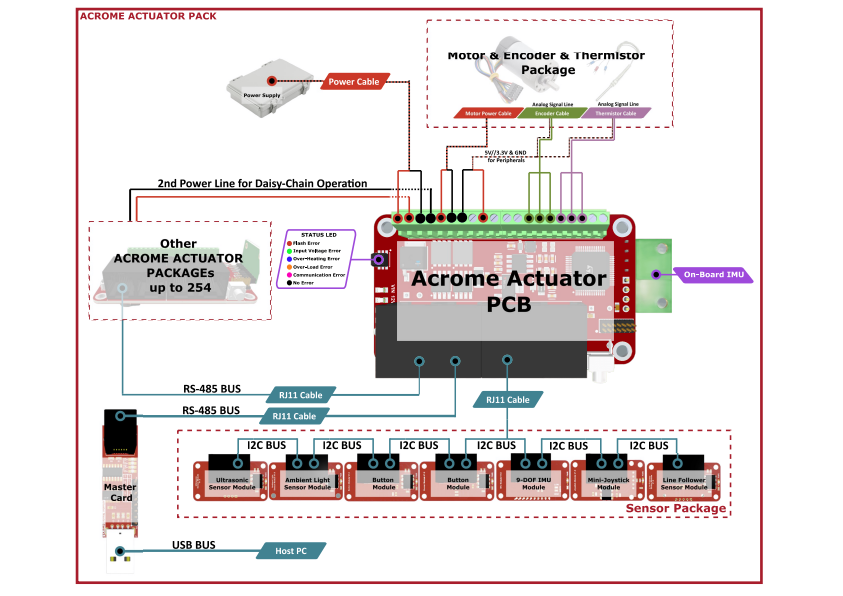 ACROME ACTUATOR PACK
Motor & Encoder & Thermistor
Package
Power Supply
Power Cable
Analog Signal Line
Analog Signal Line
Motor Power Cable
Encoder Cable
Thermistor Cable
5V//3.3V & GND
for Peripherals
2nd Power Line for Daisy-Chain Operation
Other
ACROME ACTUATOR
PACKAGEs
up to 254
STATUS LED
Flash Error
Input Voltage Error
Over-Heating Error
Over-Load Error
Communication Error
No Error
Acrome Actuator
PCB
On-Board IMU
RS-485 BUS
RJ11 Cable
RS-485 BUS
RJ11 Cable
RJ11 Cable
I2C BUS
I2C BUS
I2C BUS
I2C BUS
I2C BUS
I2C BUS
Ultrasonic
Sensor Module
Ambient Light
Sensor Module
Button
Module
Button
Module
9-DOF IMU
Module
Mini-Joystick
Module
Line Follower
Sensor Module
Sensor Package
Master
Card
USB BUS
Host PC